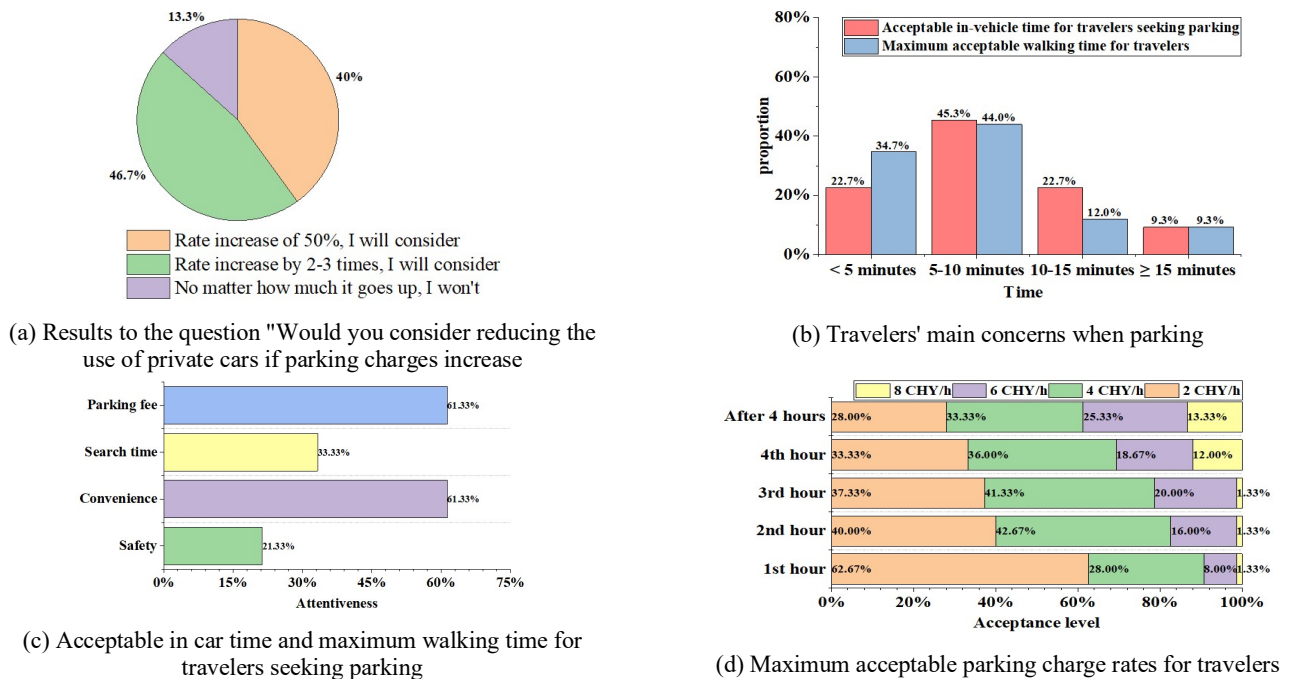 13.3%
40%
46.7%
Rate increase of 50%, I will consider
Rate increase by 2-3 times, I will consider
No matter how much it goes up, I won't
(a) Results to the question "Would you consider reducing the
use of private cars if parking charges increase
80%
60%
40%
20%
0%
proportion
Acceptable in-vehicle time for travelers seeking parking
Maximum acceptable walking time for travelers
22.7%
34.7%
45.3%
44.0%
22.7%
12.0%
9.3%
9.3%
< 5 minutes
5-10 minutes
10-15 minutes
≥ 15 minutes
Time
(b) Travelers' main concerns when parking
Parking fee
61.33%
Search time
33.33%
Convenience
61.33%
Safety
21.33%
0%
15%
30%
45%
60%
75%
Attentiveness
(c) Acceptable in car time and maximum walking time for
travelers seeking parking
8 CHY/h
6 CHY/h
4 CHY/h
2 CHY/h
After 4 hours
28.00%
33.33%
25.33%
13.33%
4th hour
33.33%
36.00%
18.67%
12.00%
3rd hour
37.33%
41.33%
20.00%
1.33%
2nd hour
40.00%
42.67%
16.00%
1.33%
1st hour
62.67%
28.00%
8.00%
1.33%
0%
20%
40%
60%
80%
100%
Acceptance level
(d) Maximum acceptable parking charge rates for travelers